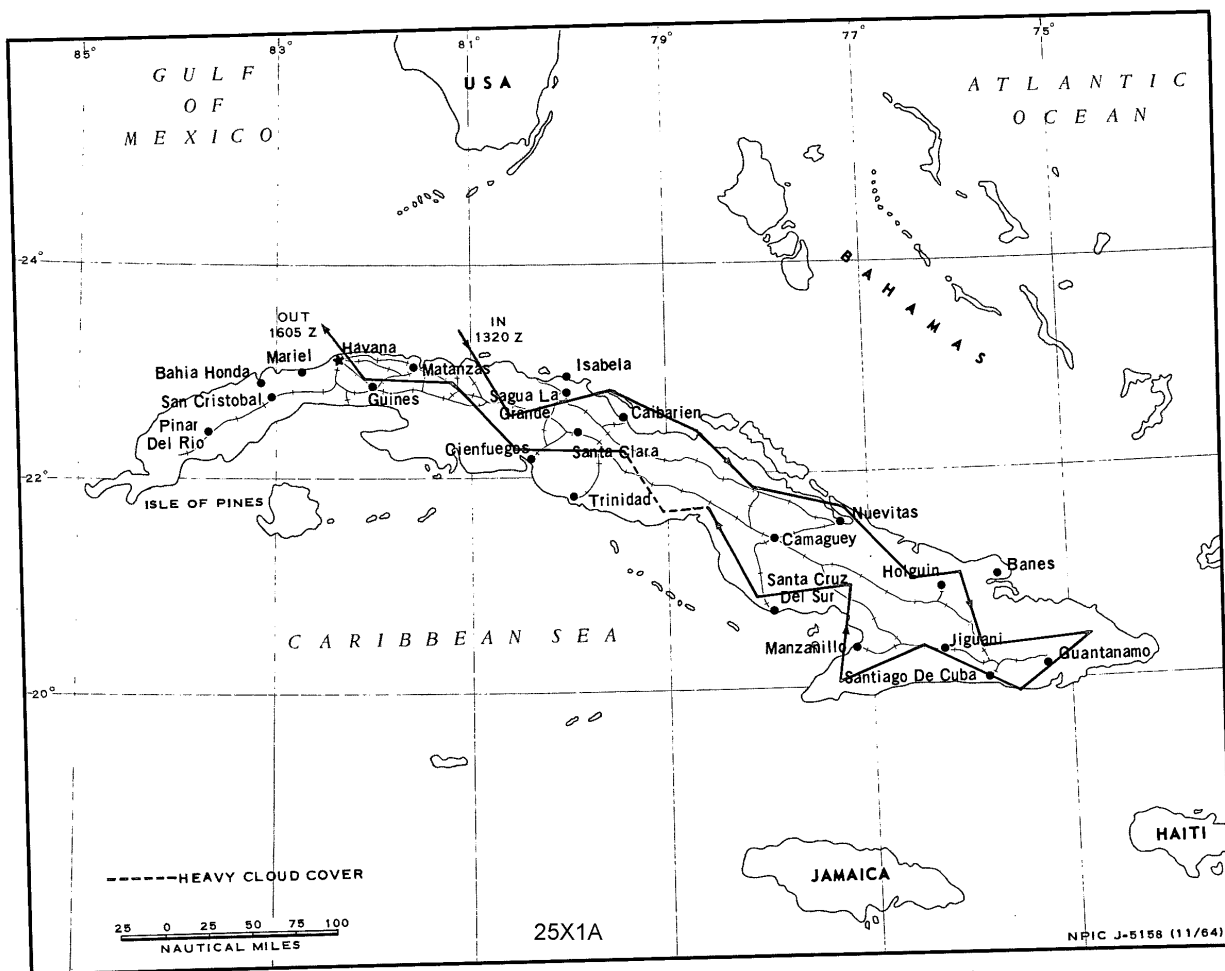 85°
83°
81°
79°
77°
75°
GULF
OF
MEXICO
USA
ATLANTIC
OCEAN
24°
BAHAMAS
OUT
1605 Z
IN
1320 Z
Havana
Mariel
Matanzas
Bahia Honda
San Cristobal
Guines
Pinar
Del Rio
Isabela
Sagua La
Grande
Caibarien
Cienfuegos
Santa Clara
22°
ISLE OF PINES
Trinidad
Nuevitas
Camaguey
Holguin
Banes
Santa Cruz
Del Sur
CARIBBEAN SEA
Manzanillo
Jiguani
Guantanamo
Santiago De Cuba
20°
HAITI
JAMAICA
HEAVY CLOUD COVER
25 0 25 50 75 100
NAUTICAL MILES
25X1A
NPIC J-5158 (11/64)